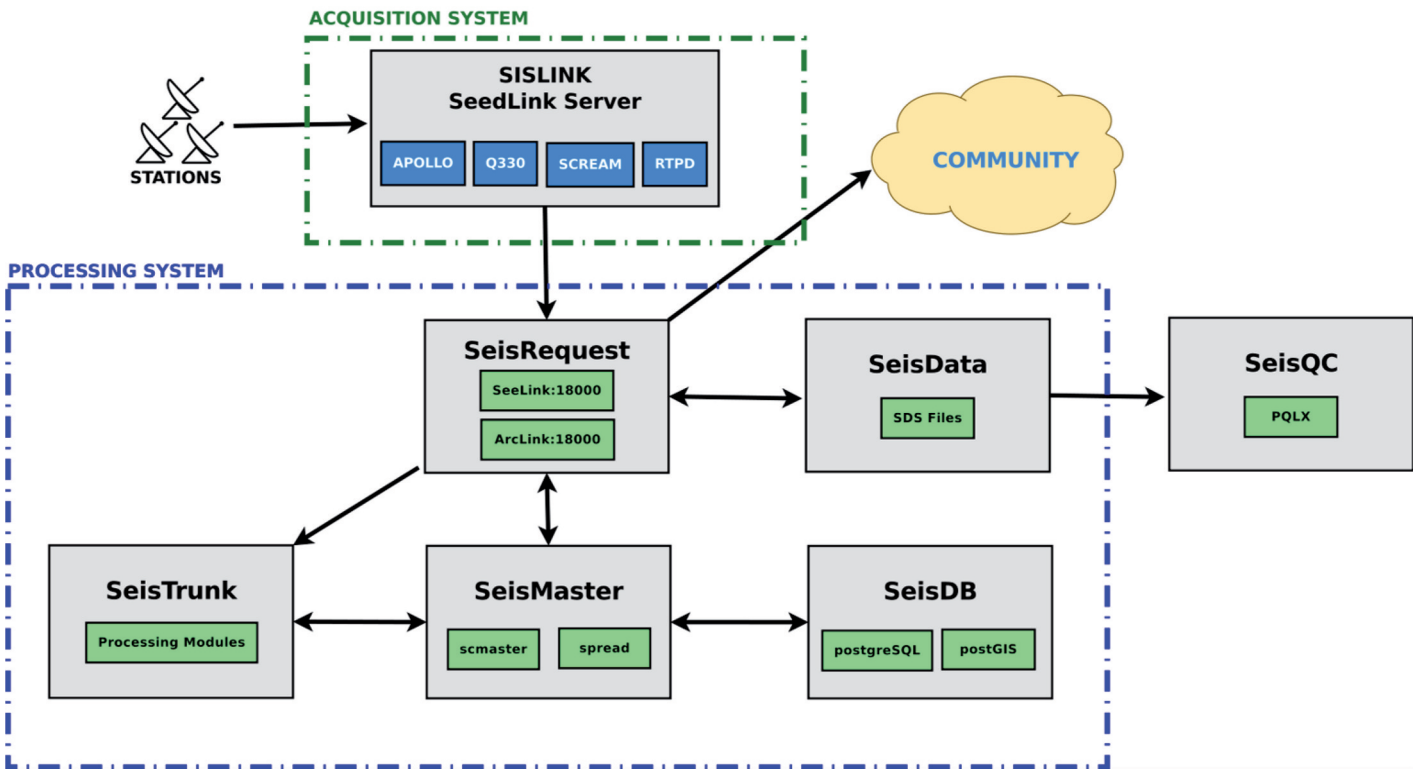 ACQUISITION SYSTEM
SISLINK
SeedLink Server
APOLLO
Q330
SCREAM
RTPD
STATIONS
COMMUNITY
PROCESSING SYSTEM
SeisRequest
SeeLink:18000
ArcLink:18000
SeisData
SDS Files
SeisQC
PQLX
SeisTrunk
Processing Modules
SeisMaster
scmaster
spread
SeisDB
postgreSQL
postGIS